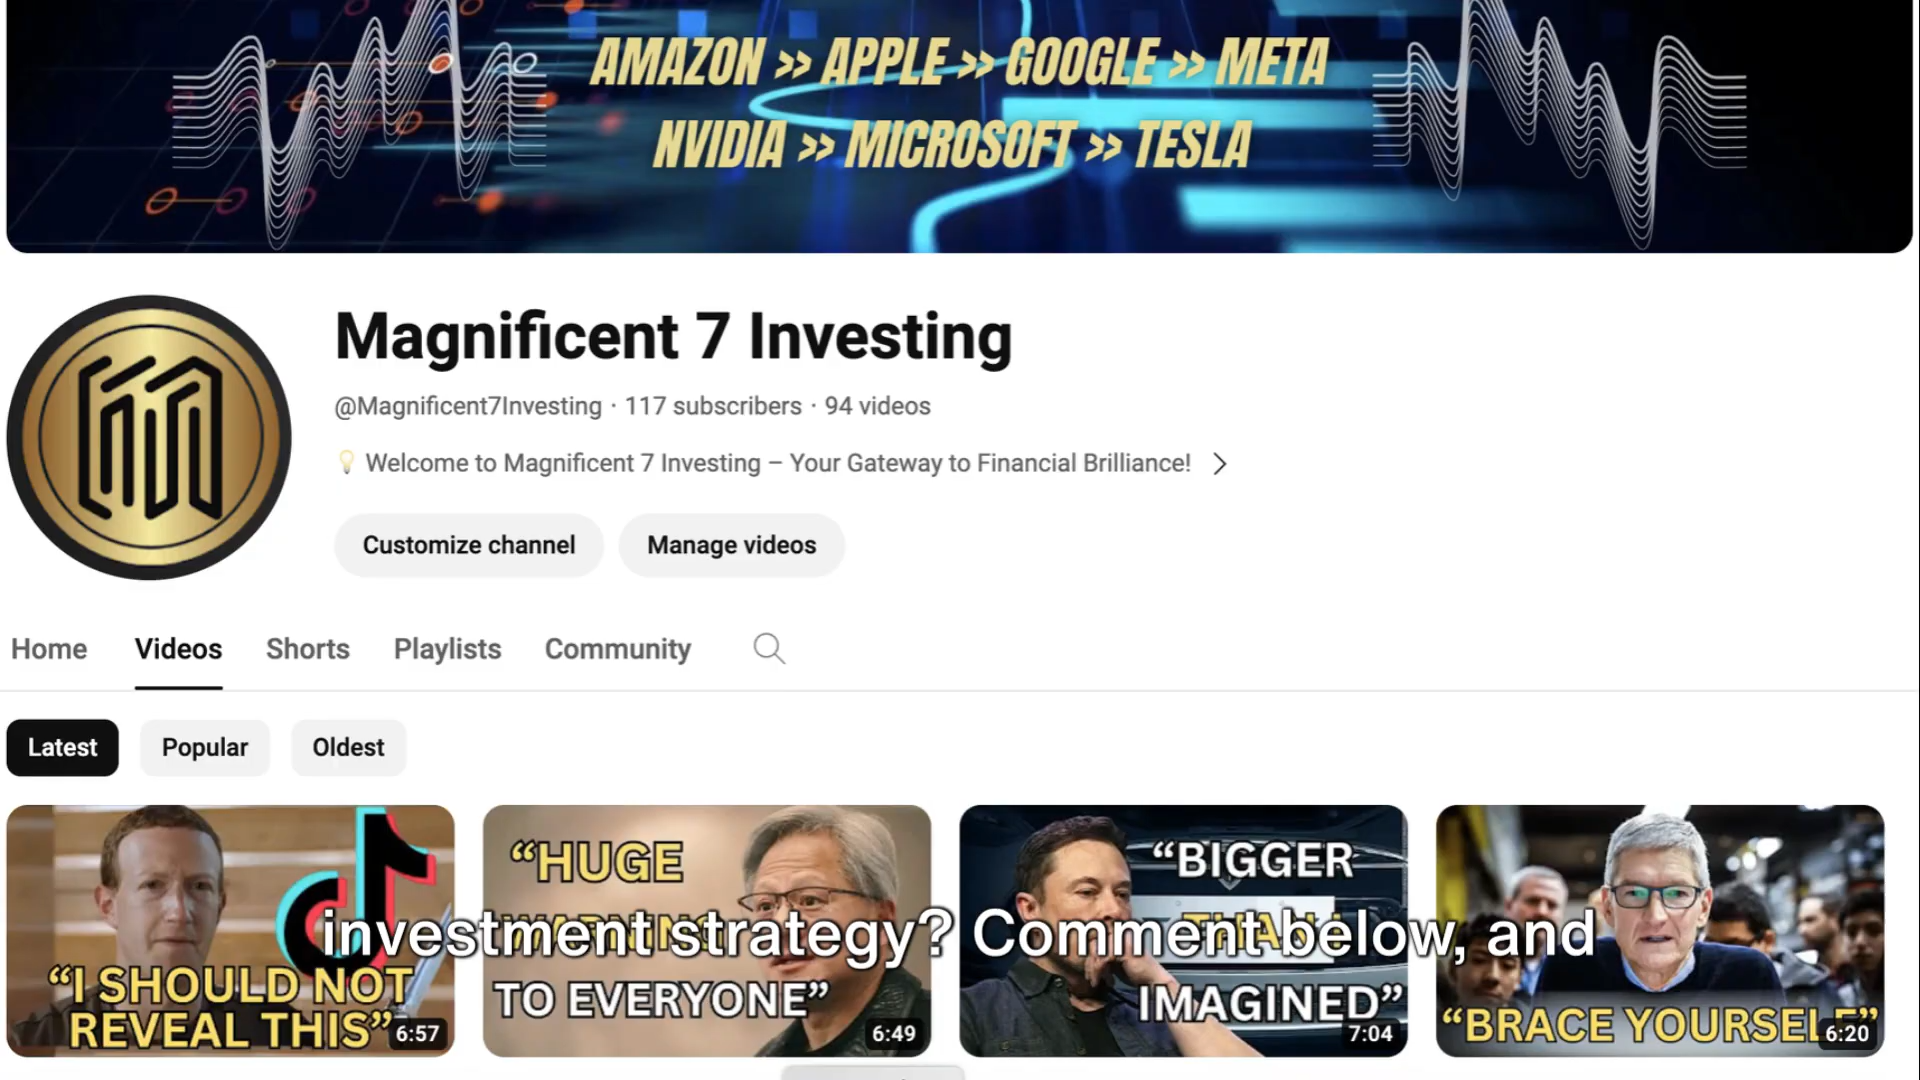 AMAZON >> APPLE >> GOOGLE >> META
NVIDIA >> MICROSOFT >> TESLA
Magnificent 7 Investing
@Magnificent7Investing · 117 subscribers · 94 videos
Welcome to Magnificent 7 Investing – Your Gateway to Financial Brilliance!
Customize channel
Manage videos
Home
Videos
Shorts
Playlists
Community
Latest
Popular
Oldest
“I SHOULD NOT
REVEAL THIS”
6:57
“HUGE
WARNING
TO EVERYONE”
6:49
“BIGGER
THAN I
IMAGINED”
7:04
“BRACE YOURSELF”
6:20
investment strategy? Comment below, and